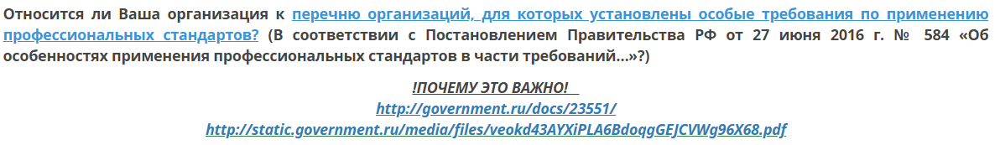 Относится ли Ваша организация к перечню организаций, для которых установлены особые требования по применению
профессиональных стандартов? (В соответствии с Постановлением Правительства РФ от 27 июня 2016 г. № 584 «Об
особенностях применения профессиональных стандартов в части требований...»?)
!ПОЧЕМУ ЭТО ВАЖНО!
http://government.ru/docs/23551/
http://static.government.ru/media/files/veokd43AYXiPLA6BdoqgGEJCVWg96X68.pdf